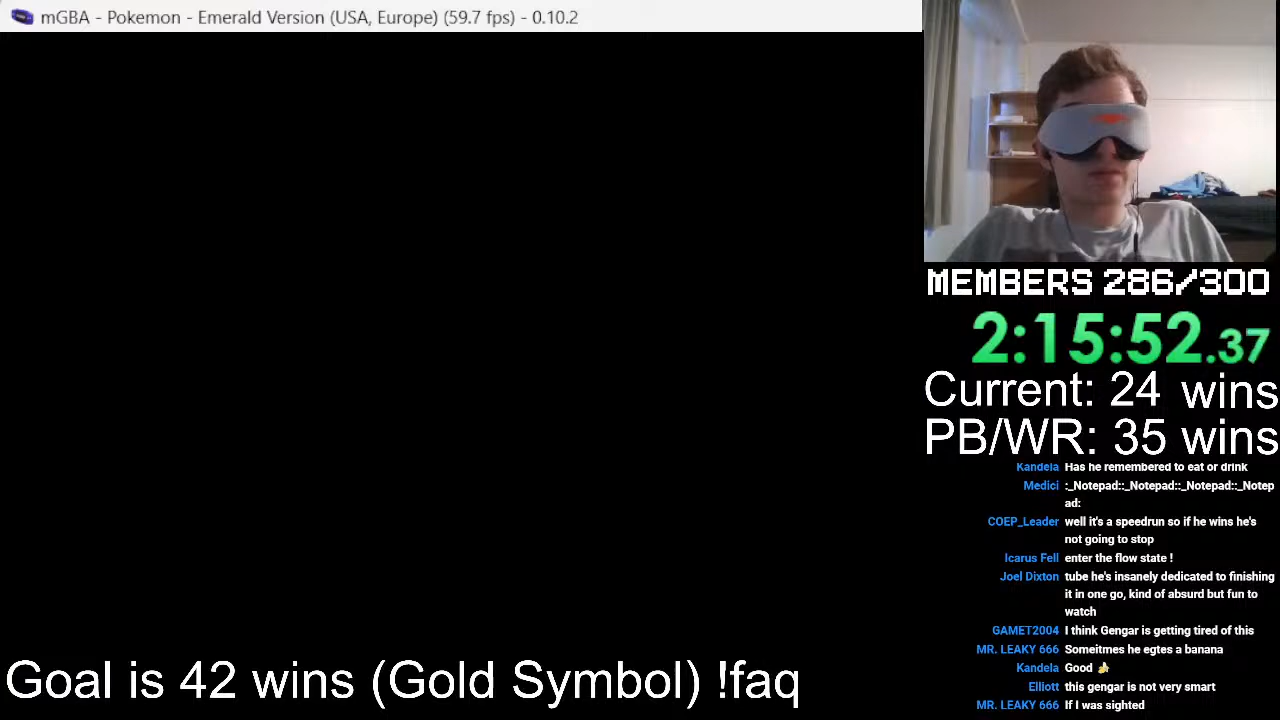 mGBA - Pokemon - Emerald Version (USA, Europe) (59.7 fps) - 0.10.2
MEMBERS 286/300
2:15:52.37
Current: 24 wins
PB/WR: 35 wins
Kandela Has he remembered to eat or drink
Medici :_Notepad::_Notepad::_Notepad::_Notep
ad:
COEP_Leader well it's a speedrun so if he wins he's
not going to stop
Icarus Fell enter the flow state !
Joel Dixton tube he's insanely dedicated to finishing
it in one go, kind of absurd but fun to
watch
GAMET2004 I think Gengar is getting tired of this
MR. LEAKY 666 Someitmes he egtes a banana
Kandela Good 🍌
Elliott this gengar is not very smart
MR. LEAKY 666 If I was sighted
Goal is 42 wins (Gold Symbol) !faq